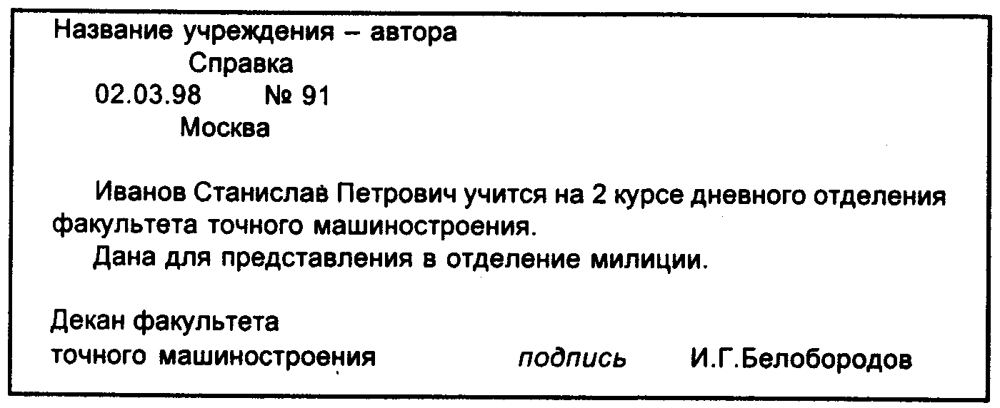 Название учреждения – автора
Справка
02.03.98 № 91
Москва
Иванов Станислав Петрович учится на 2 курсе дневного отделения
факультета точного машиностроения.
Дана для представления в отделение милиции.
Декан факультета
точного машиностроения подпись И.Г.Белобородов